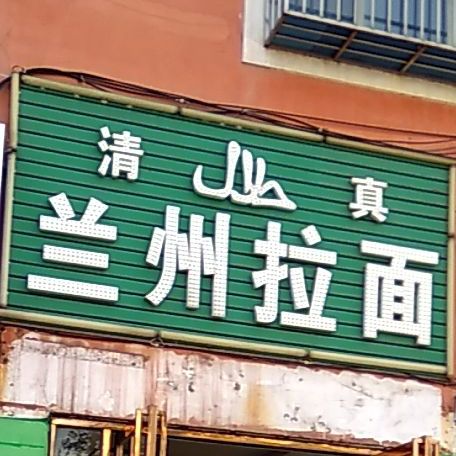 清 حلال 真
兰州拉面